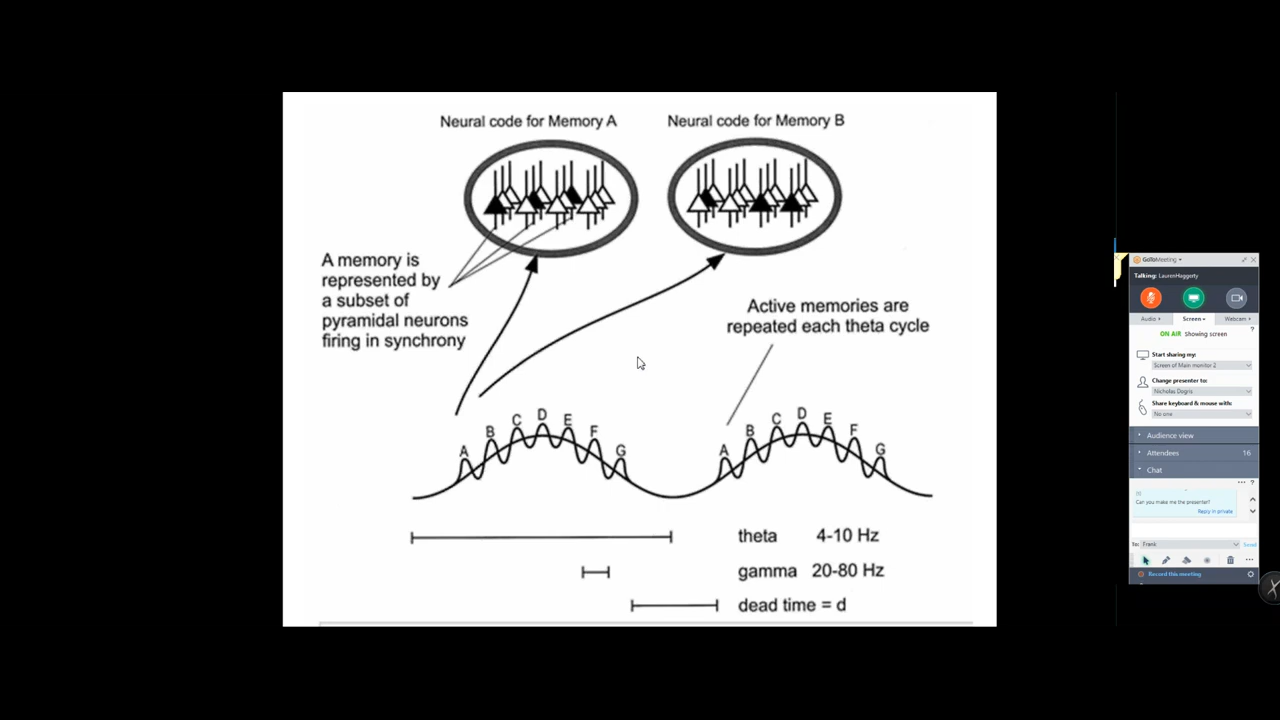 Neural code for Memory A
Neural code for Memory B
A memory is
represented by
a subset of
pyramidal neurons
firing in synchrony
Active memories are
repeated each theta cycle
A B C D E F G
A B C D E F G
theta 4-10 Hz
gamma 20-80 Hz
dead time = d
GoToMeeting
Talking: LaurenHaggerty
Audio
Screen
Webcam
ON AIR Showing screen
?
Start sharing my:
Screen of Main monitor 2
Change presenter to:
Nicholas Dogris
Share keyboard & mouse with:
No one
Audience view
Attendees 16
Chat
... ?
Can you make me the presenter?
Reply in private
To: Frank
Send
Record this meeting